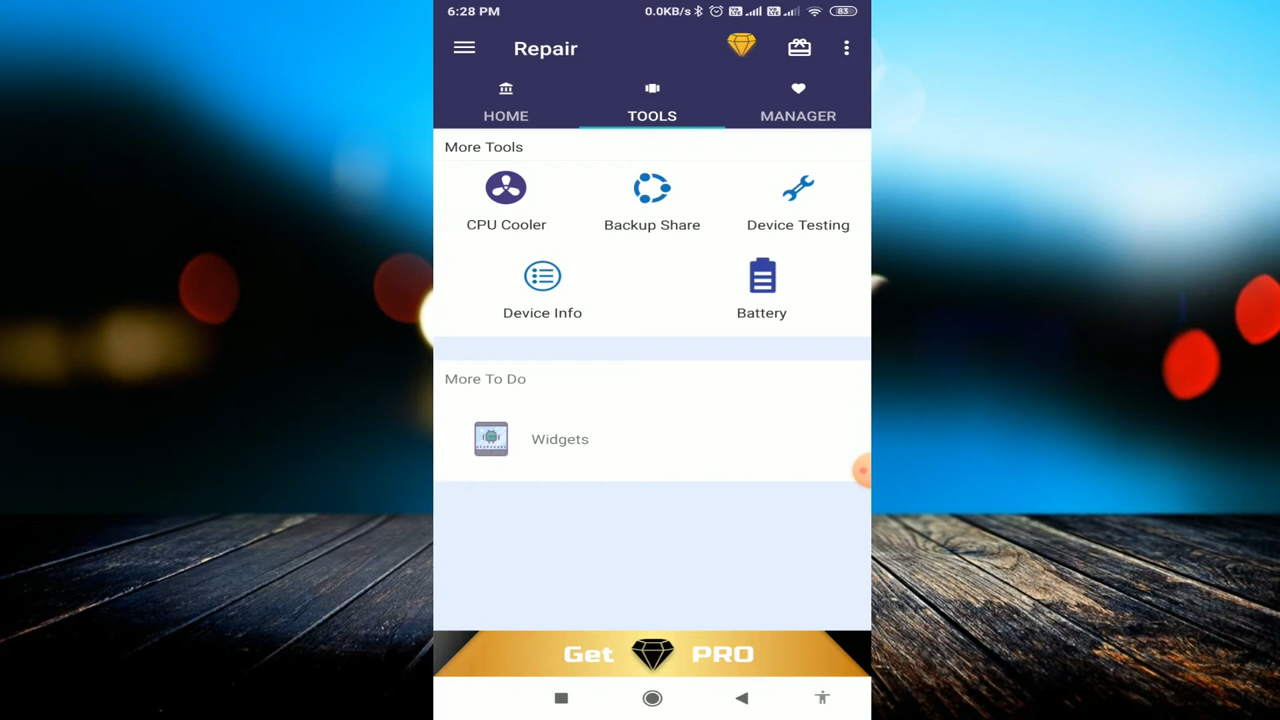 6:28 PM 0.0KB/s 83
Repair
HOME TOOLS MANAGER
More Tools
CPU Cooler Backup Share Device Testing
Device Info Battery
More To Do
Widgets
Get PRO